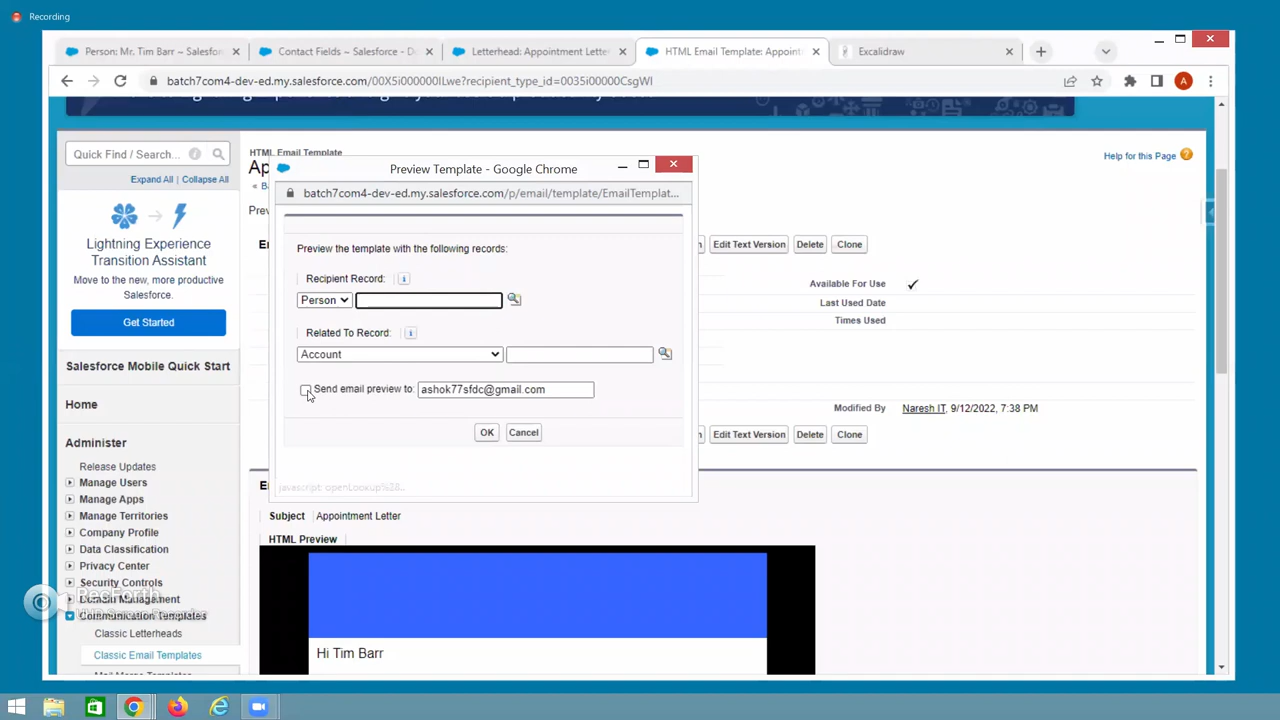 Recording
Person: Mr. Tim Barr ~ Salesfor
Contact Fields ~ Salesforce - De
Letterhead: Appointment Lette
HTML Email Template: Appoint
Excalidraw
batch7com4-dev-ed.my.salesforce.com/00X5i000000ILwe?recipient_type_id=0035i00000CsgWI
A
Quick Find / Search...
Expand All | Collapse All
Lightning Experience
Transition Assistant
Move to the new, more productive
Salesforce.
Get Started
Salesforce Mobile Quick Start
Home
Administer
Release Updates
Manage Users
Manage Apps
Manage Territories
Company Profile
Data Classification
Privacy Center
Security Controls
Domain Management
Communication Templates
Classic Letterheads
Classic Email Templates
Mail Merge Templates
RecForth
HTML Email Template
Help for this Page
Preview Template - Google Chrome
batch7com4-dev-ed.my.salesforce.com/p/email/template/EmailTemplat...
Preview the template with the following records:
Recipient Record:
Person
Related To Record:
Account
Send email preview to: ashok77sfdc@gmail.com
OK Cancel
javascript: openLookup%28...
Edit Text Version Delete Clone
Available For Use
Last Used Date
Times Used
Modified By Naresh IT, 9/12/2022, 7:38 PM
Edit Text Version Delete Clone
Subject Appointment Letter
HTML Preview
Hi Tim Barr